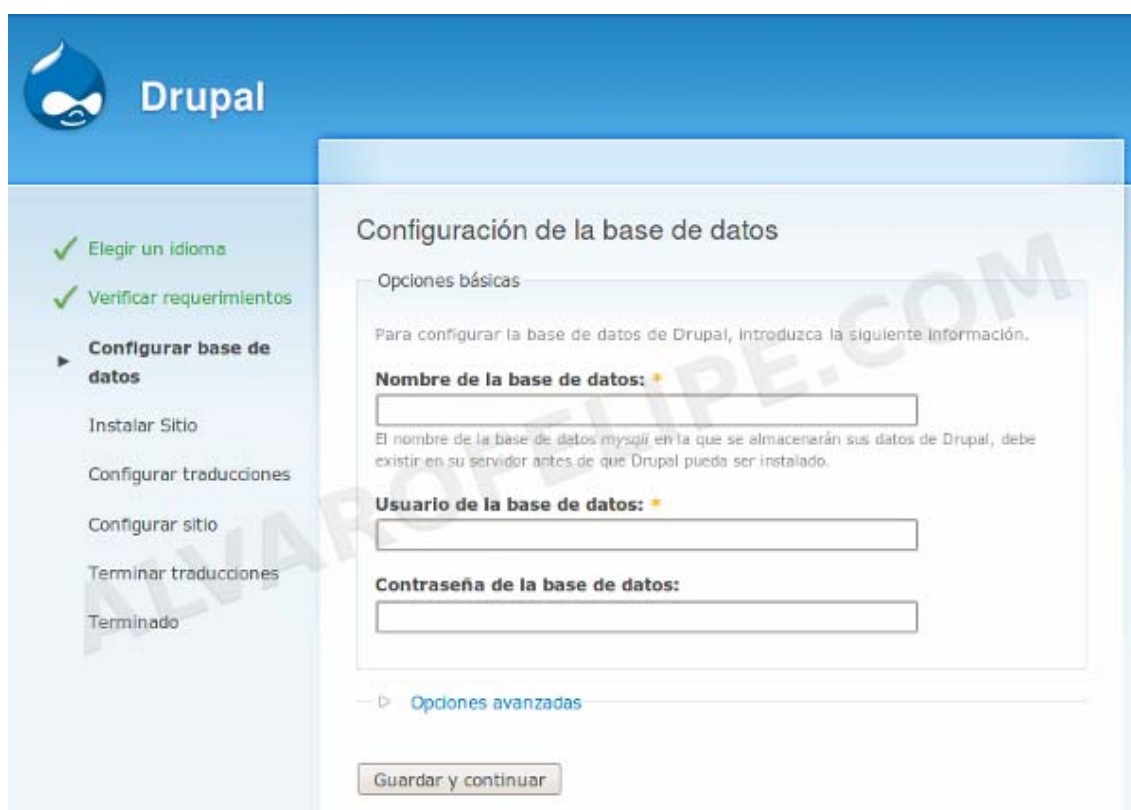 Drupal
Elegir un idioma
Verificar requerimientos
Configurar base de
datos
Instalar Sitio
Configurar traducciones
Configurar sitio
Terminar traducciones
Terminado
Configuración de la base de datos
Opciones básicas
Para configurar la base de datos de Drupal, introduzca la siguiente información.
Nombre de la base de datos: *
El nombre de la base de datos mysqli en la que se almacenarán sus datos de Drupal, debe
existir en su servidor antes de que Drupal pueda ser instalado.
Usuario de la base de datos: *
Contraseña de la base de datos:
Opciones avanzadas
Guardar y continuar
ALVAROFELIPE.COM